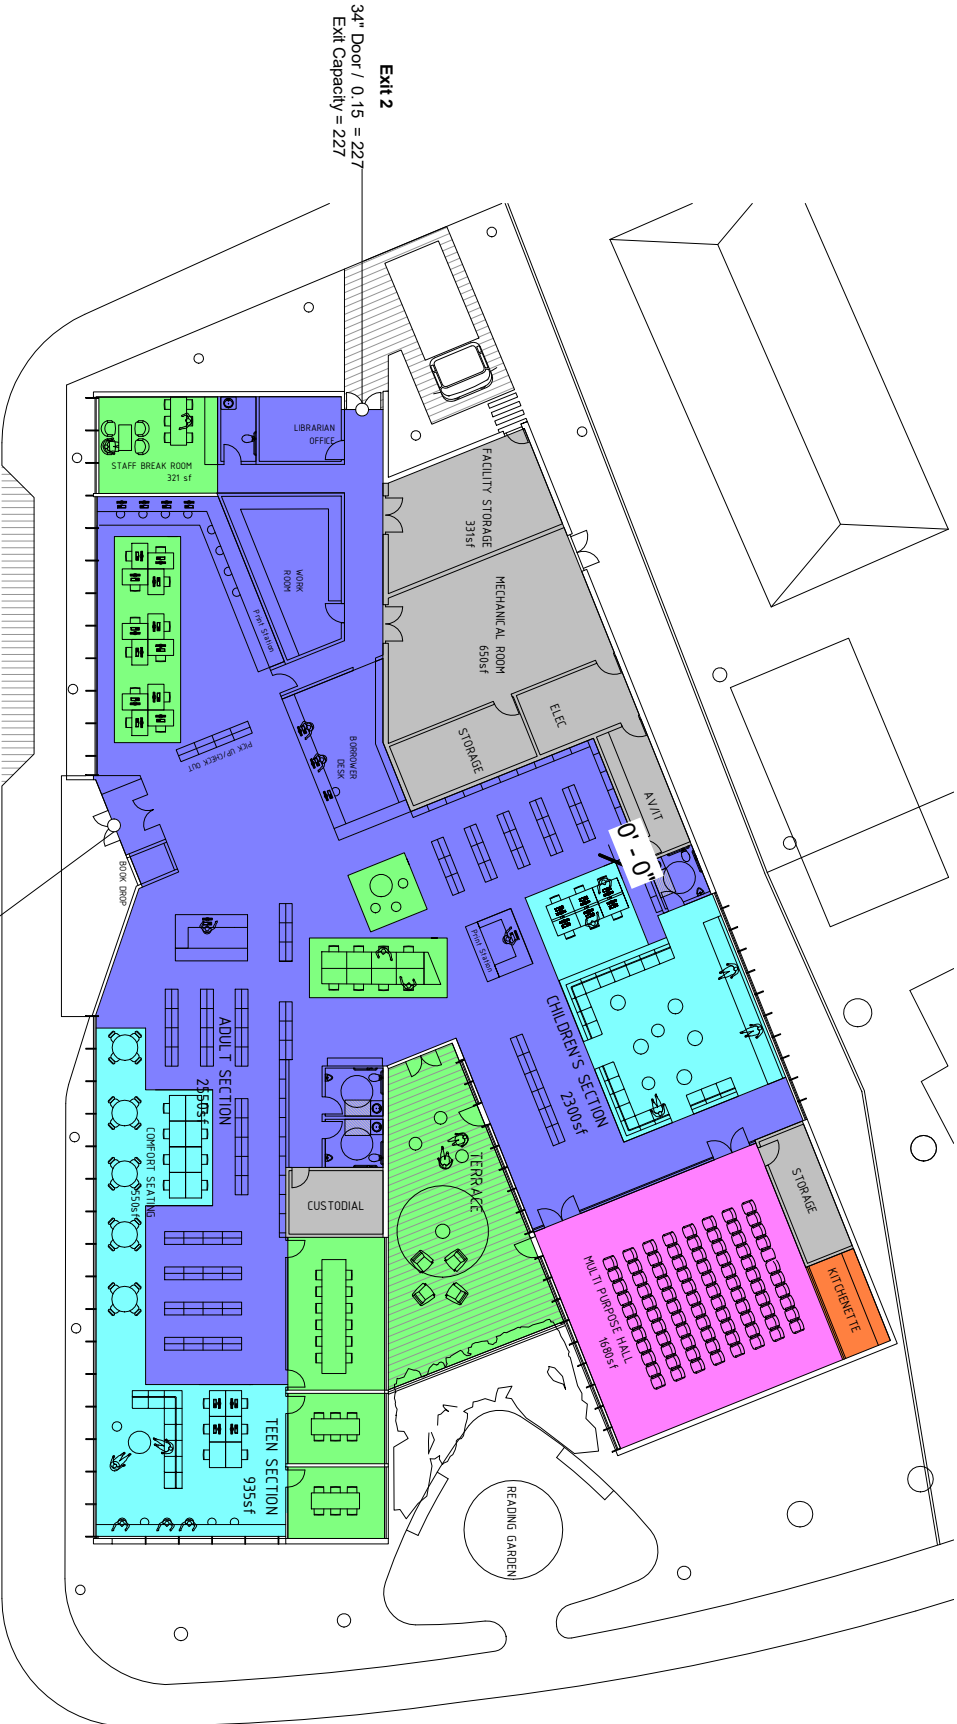 Exit 2
34" Door / 0.15 = 227
Exit Capacity = 227
LIBRARIAN
OFFICE
STAFF BREAK ROOM
321 sf
FACILITY STORAGE
331sf
WORK
ROOM
Print Station
MECHANICAL ROOM
650sf
ELEC
STORAGE
BORROWER
DESK
PICK UP/CHECK OUT
AV/IT
0' - 0"
BOOK DROP
Print Station
CHILDREN'S SECTION
2300sf
ADULT SECTION
2550sf
COMFORT SEATING
550sf
TERRACE
CUSTODIAL
STORAGE
KITCHENETTE
MULTI PURPOSE HALL
1680sf
TEEN SECTION
935sf
READING GARDEN